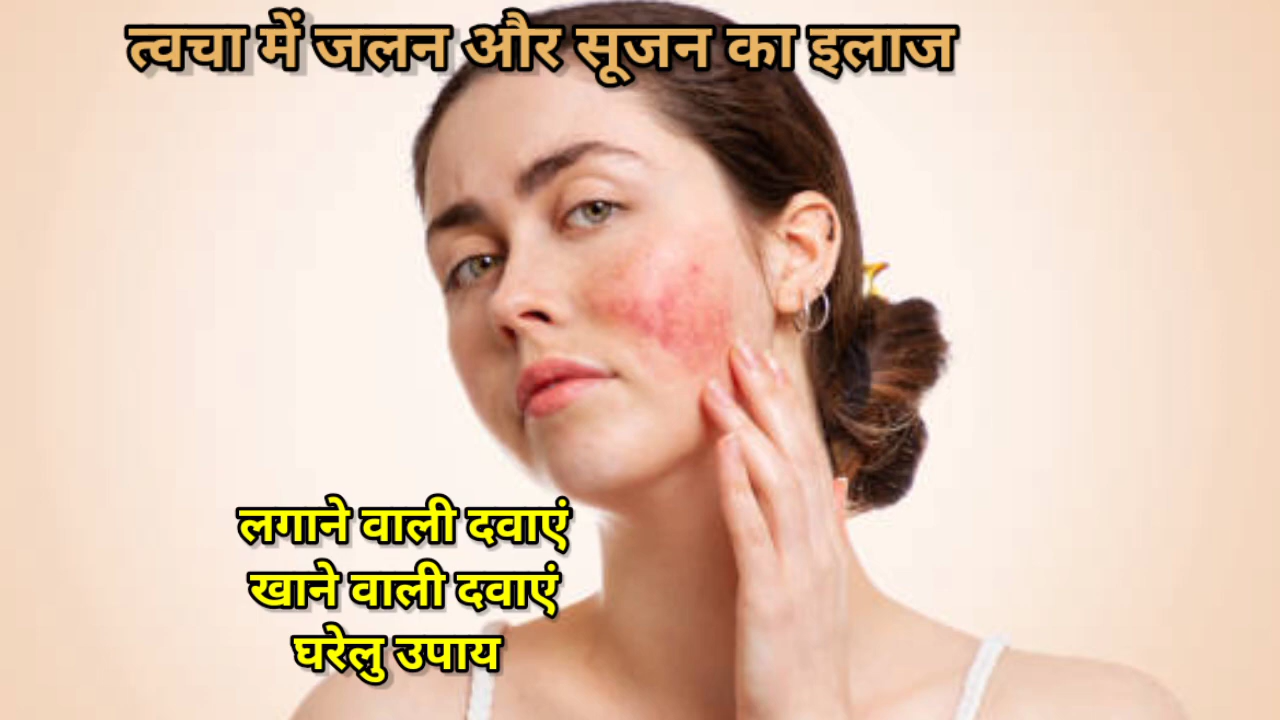 त्वचा में जलन और सूजन का इलाज
लगाने वाली दवाएं
खाने वाली दवाएं
घरेलु उपाय